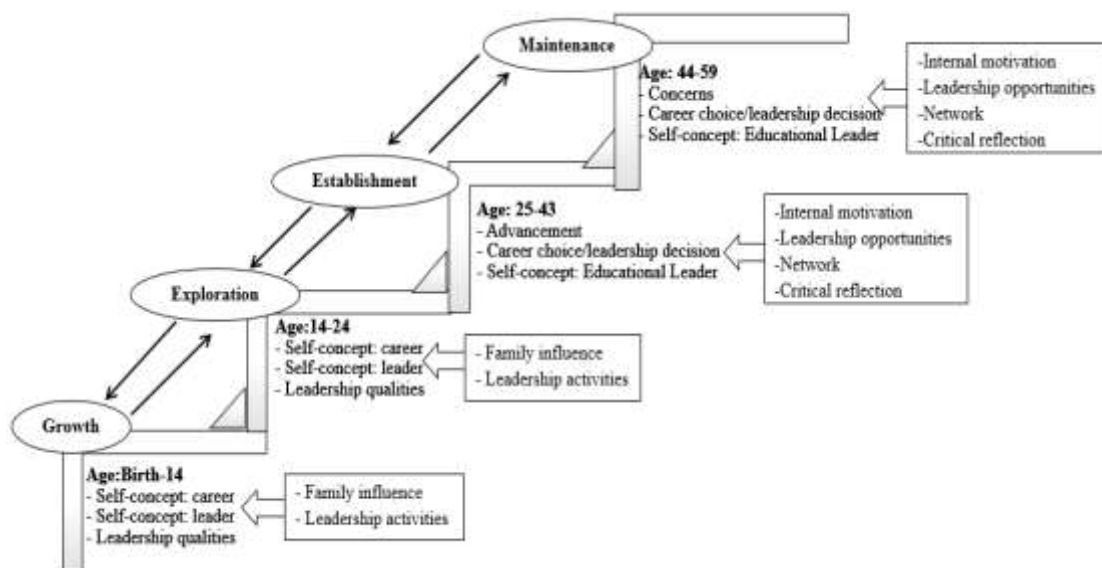 Maintenance
Age: 44-59
- Concerns
- Career choice/leadership decision
- Self-concept: Educational Leader
-Internal motivation
-Leadership opportunities
-Network
-Critical reflection
Establishment
Age: 25-43
- Advancement
- Career choice/leadership decision
- Self-concept: Educational Leader
-Internal motivation
-Leadership opportunities
-Network
-Critical reflection
Exploration
Age:14-24
- Self-concept: career
- Self-concept: leader
- Leadership qualities
- Family influence
- Leadership activities
Growth
Age:Birth-14
- Self-concept: career
- Self-concept: leader
- Leadership qualities
- Family influence
- Leadership activities